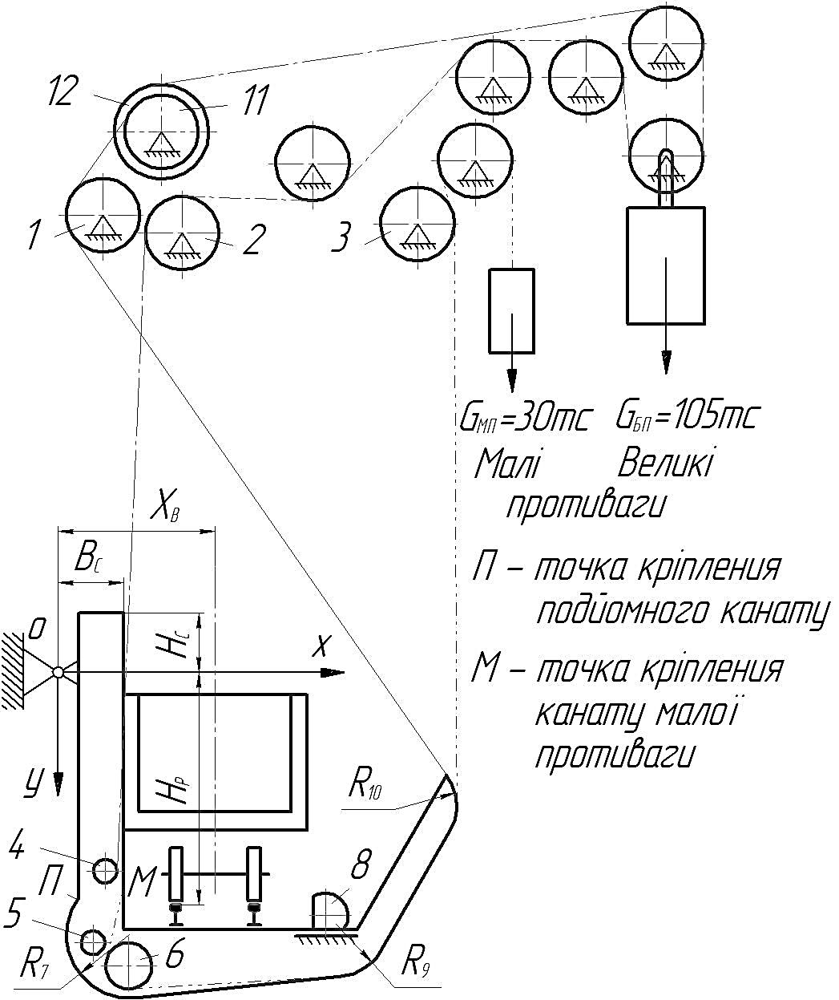 12
11
1
2
3
GМП=30тс
GБП=105тс
Малі
Великі
противаги
XВ
BС
П – точка кріплення
подйомного канату
О
HС
x
М – точка кріплення
канату малої
противаги
y
HР
R10
4
П
М
8
5
6
R7
R9